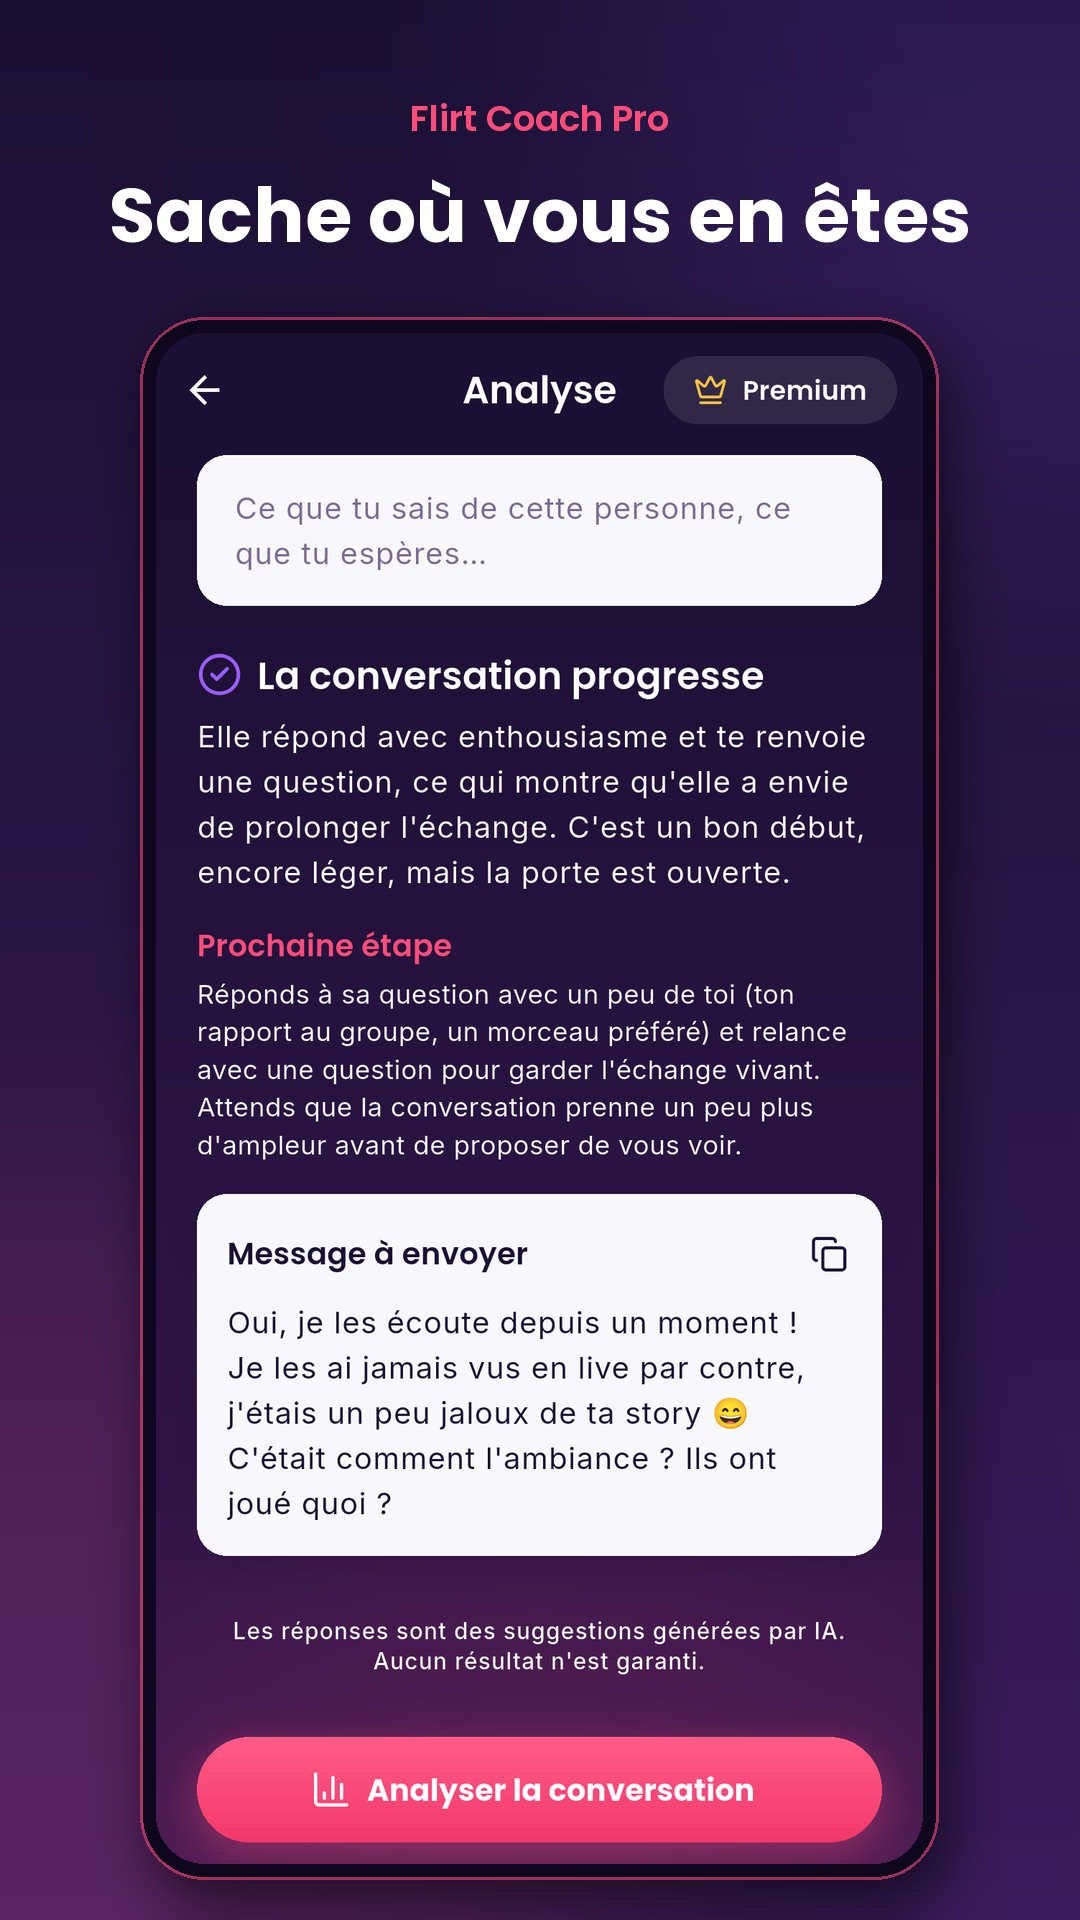 Flirt Coach Pro
Sache où vous en êtes
Analyse
Premium
Ce que tu sais de cette personne, ce
que tu espères...
La conversation progresse
Elle répond avec enthousiasme et te renvoie
une question, ce qui montre qu'elle a envie
de prolonger l'échange. C'est un bon début,
encore léger, mais la porte est ouverte.
Prochaine étape
Réponds à sa question avec un peu de toi (ton
rapport au groupe, un morceau préféré) et relance
avec une question pour garder l'échange vivant.
Attends que la conversation prenne un peu plus
d'ampleur avant de proposer de vous voir.
Message à envoyer
Oui, je les écoute depuis un moment !
Je les ai jamais vus en live par contre,
j'étais un peu jaloux de ta story 😄
C'était comment l'ambiance ? Ils ont
joué quoi ?
Les réponses sont des suggestions générées par IA.
Aucun résultat n'est garanti.
Analyser la conversation